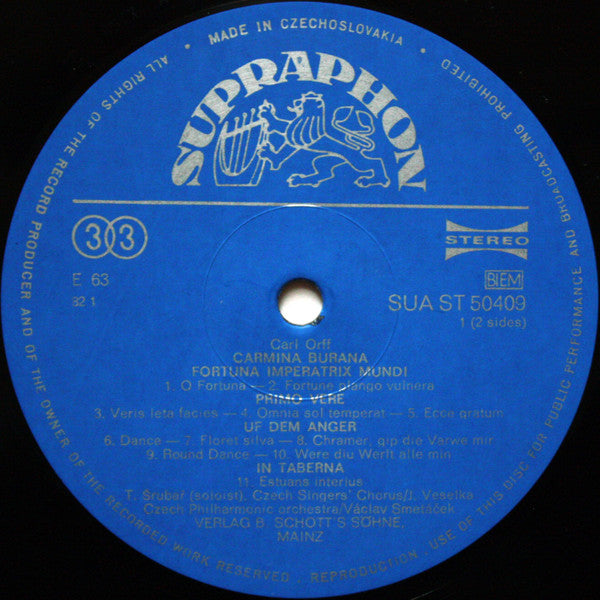 • MADE IN CZECHOSLOVAKIA •
SUPRAPHON
33
STEREO
E 63
BIEM
82 1
SUA ST 50409
1 (2 sides)
Carl Orff
CARMINA BURANA
FORTUNA IMPERATRIX MUNDI
1. O Fortuna — 2. Fortune plango vulnera
PRIMO VERE
3. Veris leta facies — 4. Omnia sol temperat — 5. Ecce gratum
UF DEM ANGER
6. Dance — 7. Floret silva — 8. Chramer, gip die Varwe mir
9. Round Dance — 10. Were diu Werlt alle min
IN TABERNA
11. Estuans interius
T. Šrubař (soloist), Czech Singers' Chorus/J. Veselka
Czech Philharmonic orchestra/Václav Smetáček
VERLAG B. SCHOTT'S SÖHNE,
MAINZ
ALL RIGHTS OF THE RECORD PRODUCER AND OF THE OWNER OF THE RECORDED WORK RESERVED . REPRODUCTION . USE OF THIS DISC FOR PUBLIC PERFORMANCE AND BROADCASTING PROHIBITED